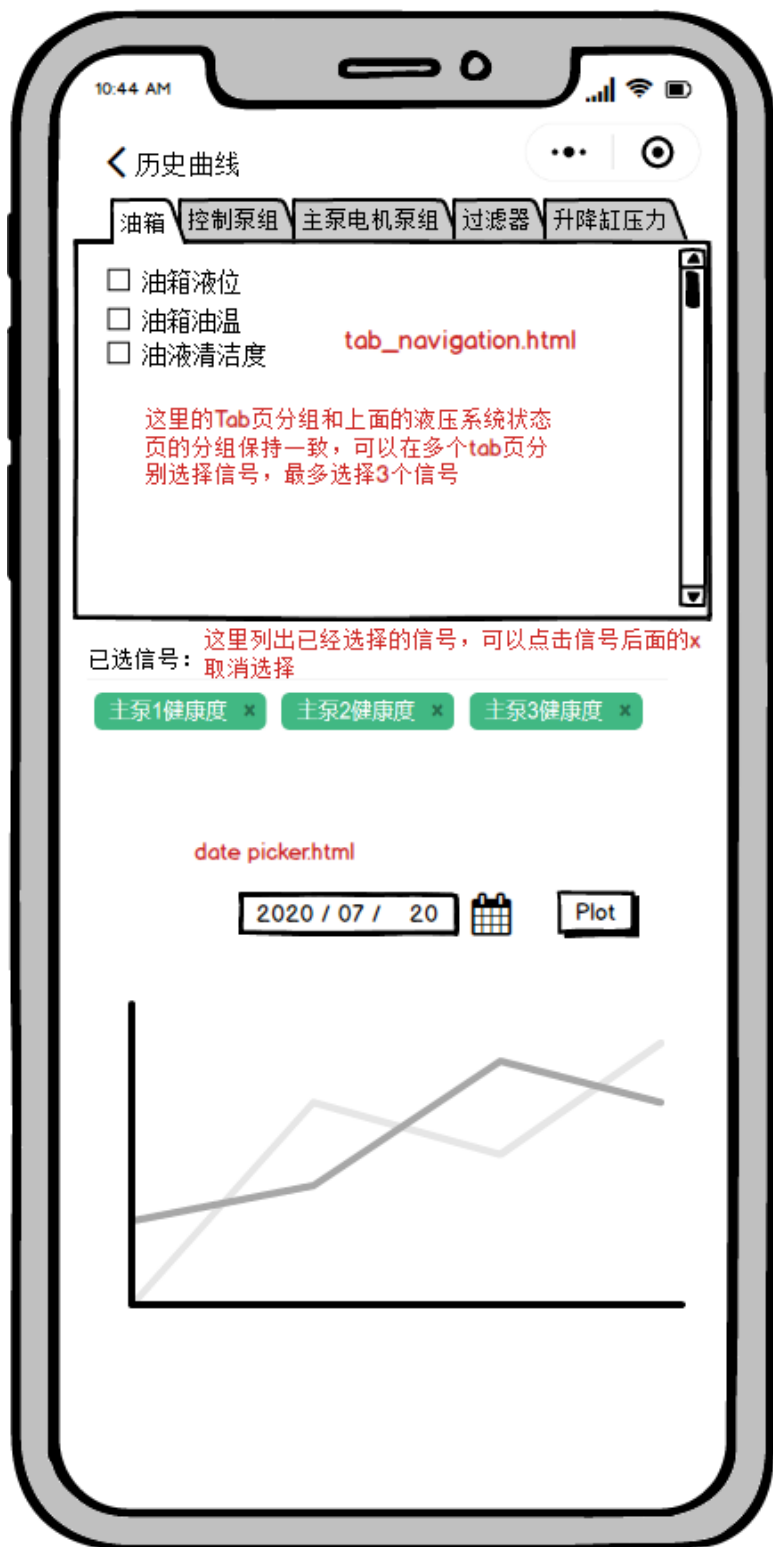 10:44 AM
历史曲线
油箱 控制泵组 主泵电机泵组 过滤器 升降缸压力
油箱液位
油箱油温
油液清洁度
tab_navigation.html
这里的Tab页分组和上面的液压系统状态
页的分组保持一致，可以在多个tab页分
别选择信号，最多选择3个信号
已选信号：
这里列出已经选择的信号，可以点击信号后面的x
取消选择
主泵1健康度 × 主泵2健康度 × 主泵3健康度 ×
date picker.html
2020 / 07 / 20 Plot